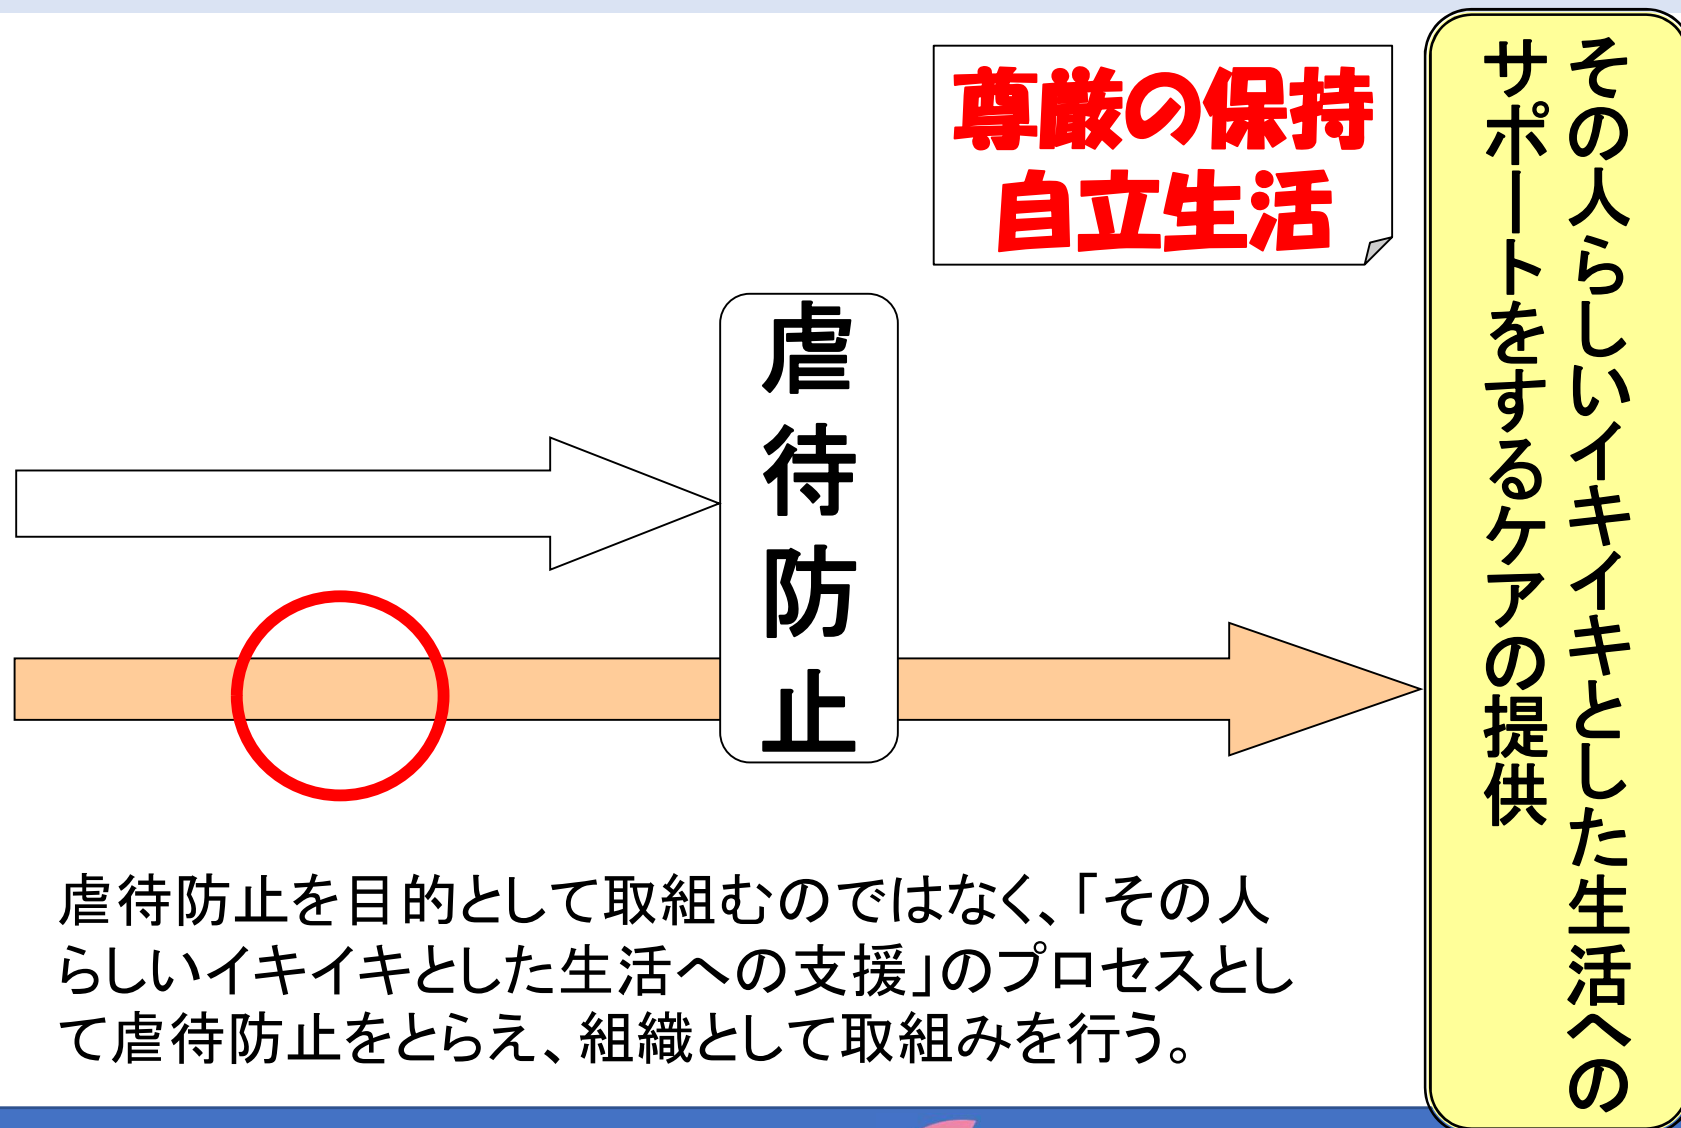 尊厳の保持
自立生活
その人らしいイキイキとした生活への
サポートをするケアの提供
虐待防止
虐待防止を目的として取組むのではなく、「その人
らしいイキイキとした生活への支援」のプロセスとし
て虐待防止をとらえ、組織として取組みを行う。